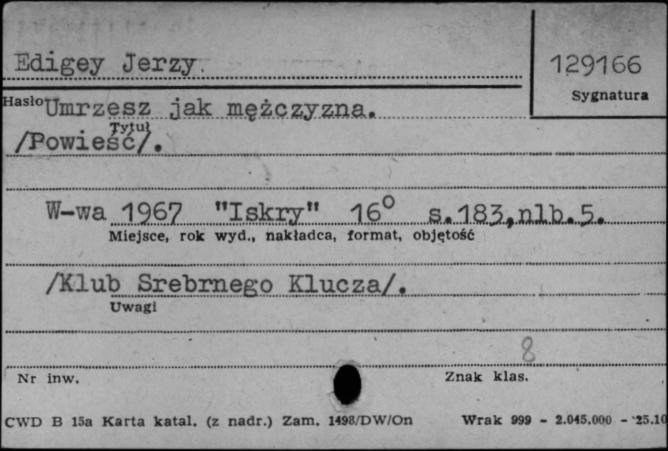 Edigey Jerzy.
129166
Sygnatura
Hasło
Umrzesz jak mężczyzna.
Tytuł
/Powieść/.
W-wa 1967 "Iskry" 16° s.183,nlb.5.
Miejsce, rok wyd., nakładca, format, objętość
/Klub Srebrnego Klucza/.
Uwagi
8
Nr inw.
Znak klas.
CWD B 15a Karta katal. (z nadr.) Zam. 1498/DW/On
Wrak 999 - 2.045.000 - 25.10